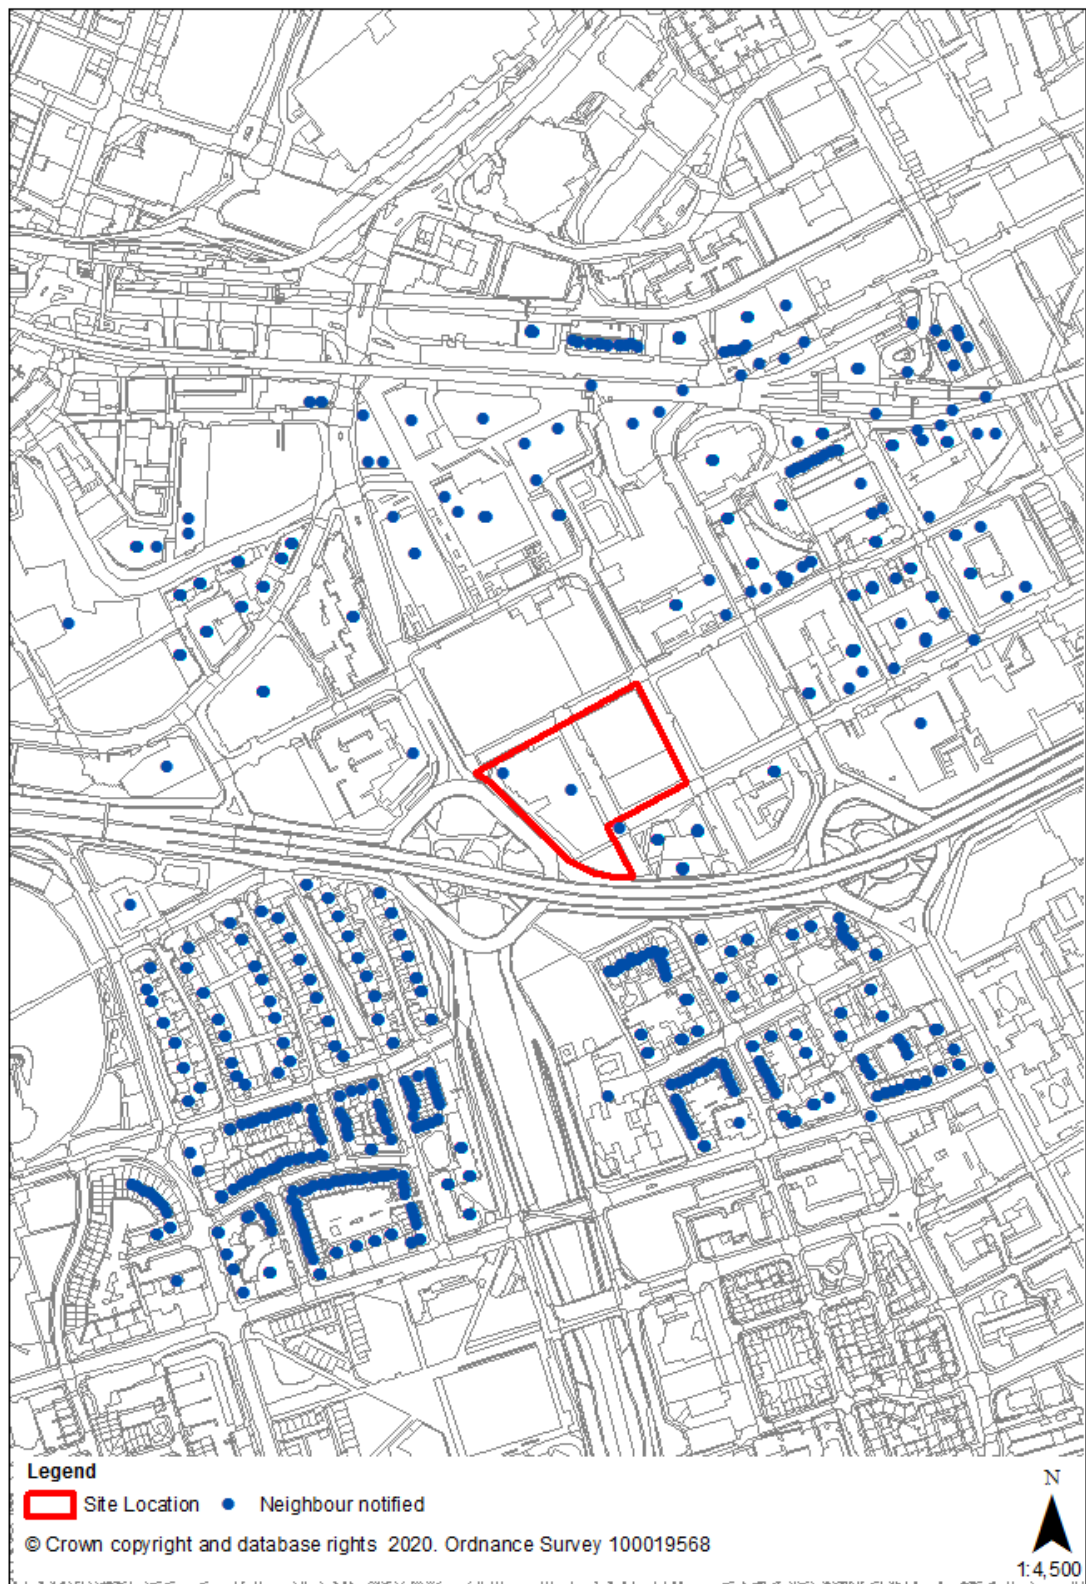 Legend
Site Location Neighbour notified
© Crown copyright and database rights 2020. Ordnance Survey 100019568
N
1:4,500